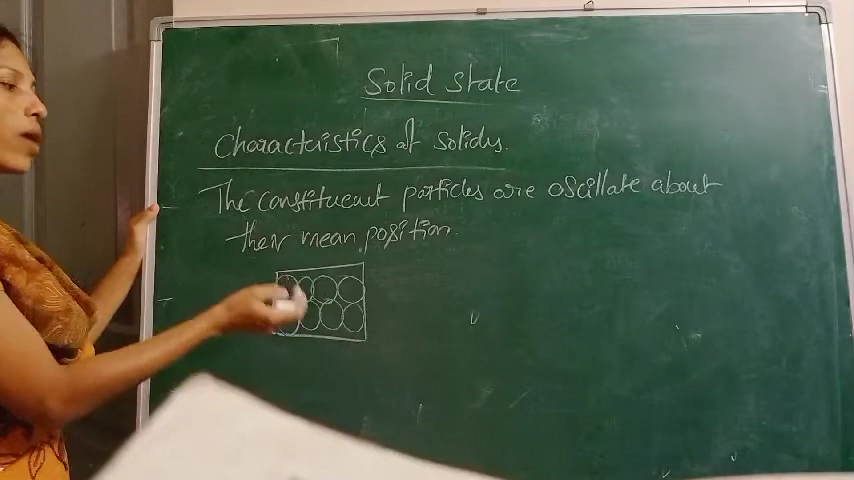 Solid state
Characteristics of solids.
The constituent particles are oscillate about
their mean position.